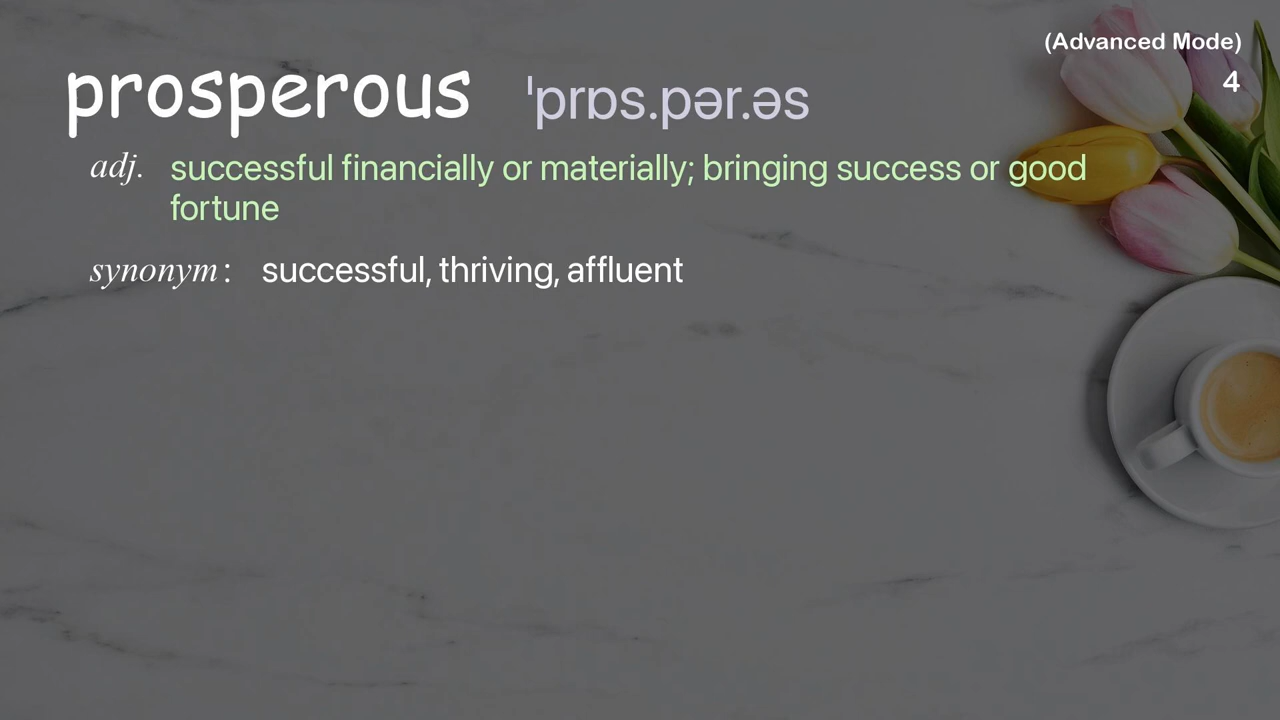 (Advanced Mode)
4
prosperous ˈprɒs.pər.əs
adj. successful financially or materially; bringing success or good
fortune
synonym: successful, thriving, affluent